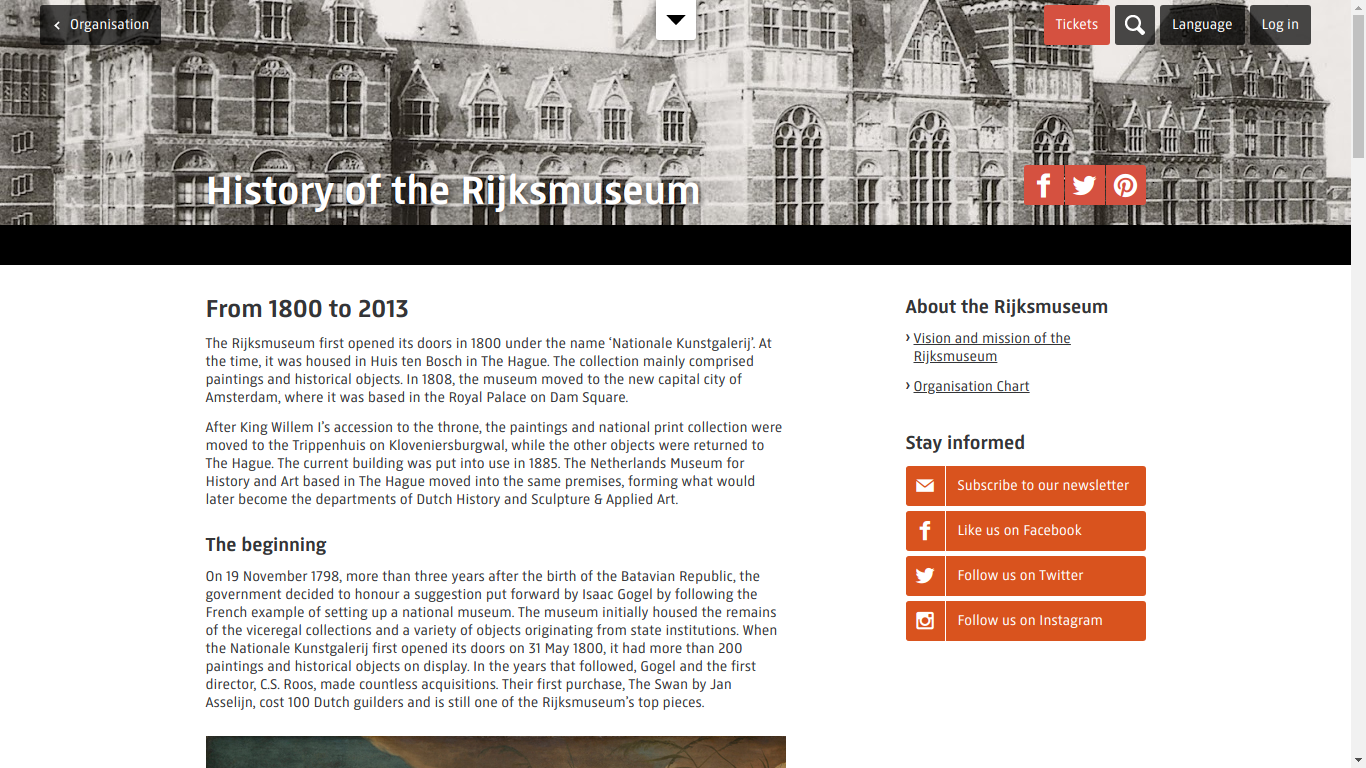 Organisation
Tickets
Language
Log in
History of the Rijksmuseum
From 1800 to 2013
The Rijksmuseum first opened its doors in 1800 under the name ‘Nationale Kunstgalerij’. At
the time, it was housed in Huis ten Bosch in The Hague. The collection mainly comprised
paintings and historical objects. In 1808, the museum moved to the new capital city of
Amsterdam, where it was based in the Royal Palace on Dam Square.
After King Willem I’s accession to the throne, the paintings and national print collection were
moved to the Trippenhuis on Kloveniersburgwal, while the other objects were returned to
The Hague. The current building was put into use in 1885. The Netherlands Museum for
History and Art based in The Hague moved into the same premises, forming what would
later become the departments of Dutch History and Sculpture & Applied Art.
The beginning
On 19 November 1798, more than three years after the birth of the Batavian Republic, the
government decided to honour a suggestion put forward by Isaac Gogel by following the
French example of setting up a national museum. The museum initially housed the remains
of the viceregal collections and a variety of objects originating from state institutions. When
the Nationale Kunstgalerij first opened its doors on 31 May 1800, it had more than 200
paintings and historical objects on display. In the years that followed, Gogel and the first
director, C.S. Roos, made countless acquisitions. Their first purchase, The Swan by Jan
Asselijn, cost 100 Dutch guilders and is still one of the Rijksmuseum’s top pieces.
About the Rijksmuseum
› Vision and mission of the
Rijksmuseum
› Organisation Chart
Stay informed
Subscribe to our newsletter
Like us on Facebook
Follow us on Twitter
Follow us on Instagram